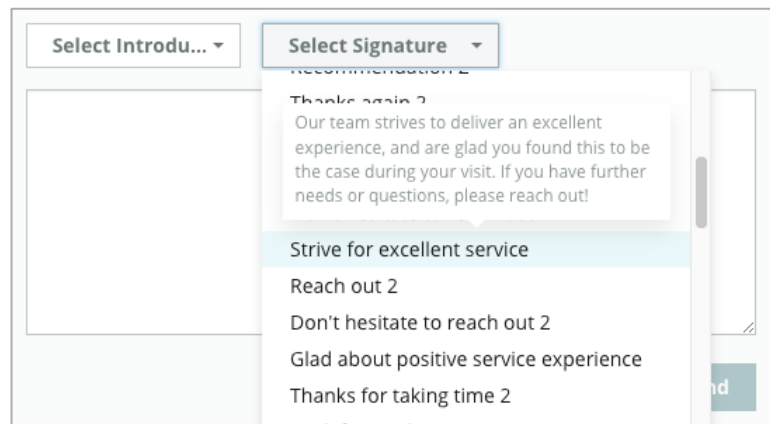 Select Introdu...
Select Signature
Recommendation 2
Thanks again 2
Our team strives to deliver an excellent
experience, and are glad you found this to be
the case during your visit. If you have further
needs or questions, please reach out!
Strive for excellent service
Reach out 2
Don't hesitate to reach out 2
Glad about positive service experience
nd
Thanks for taking time 2